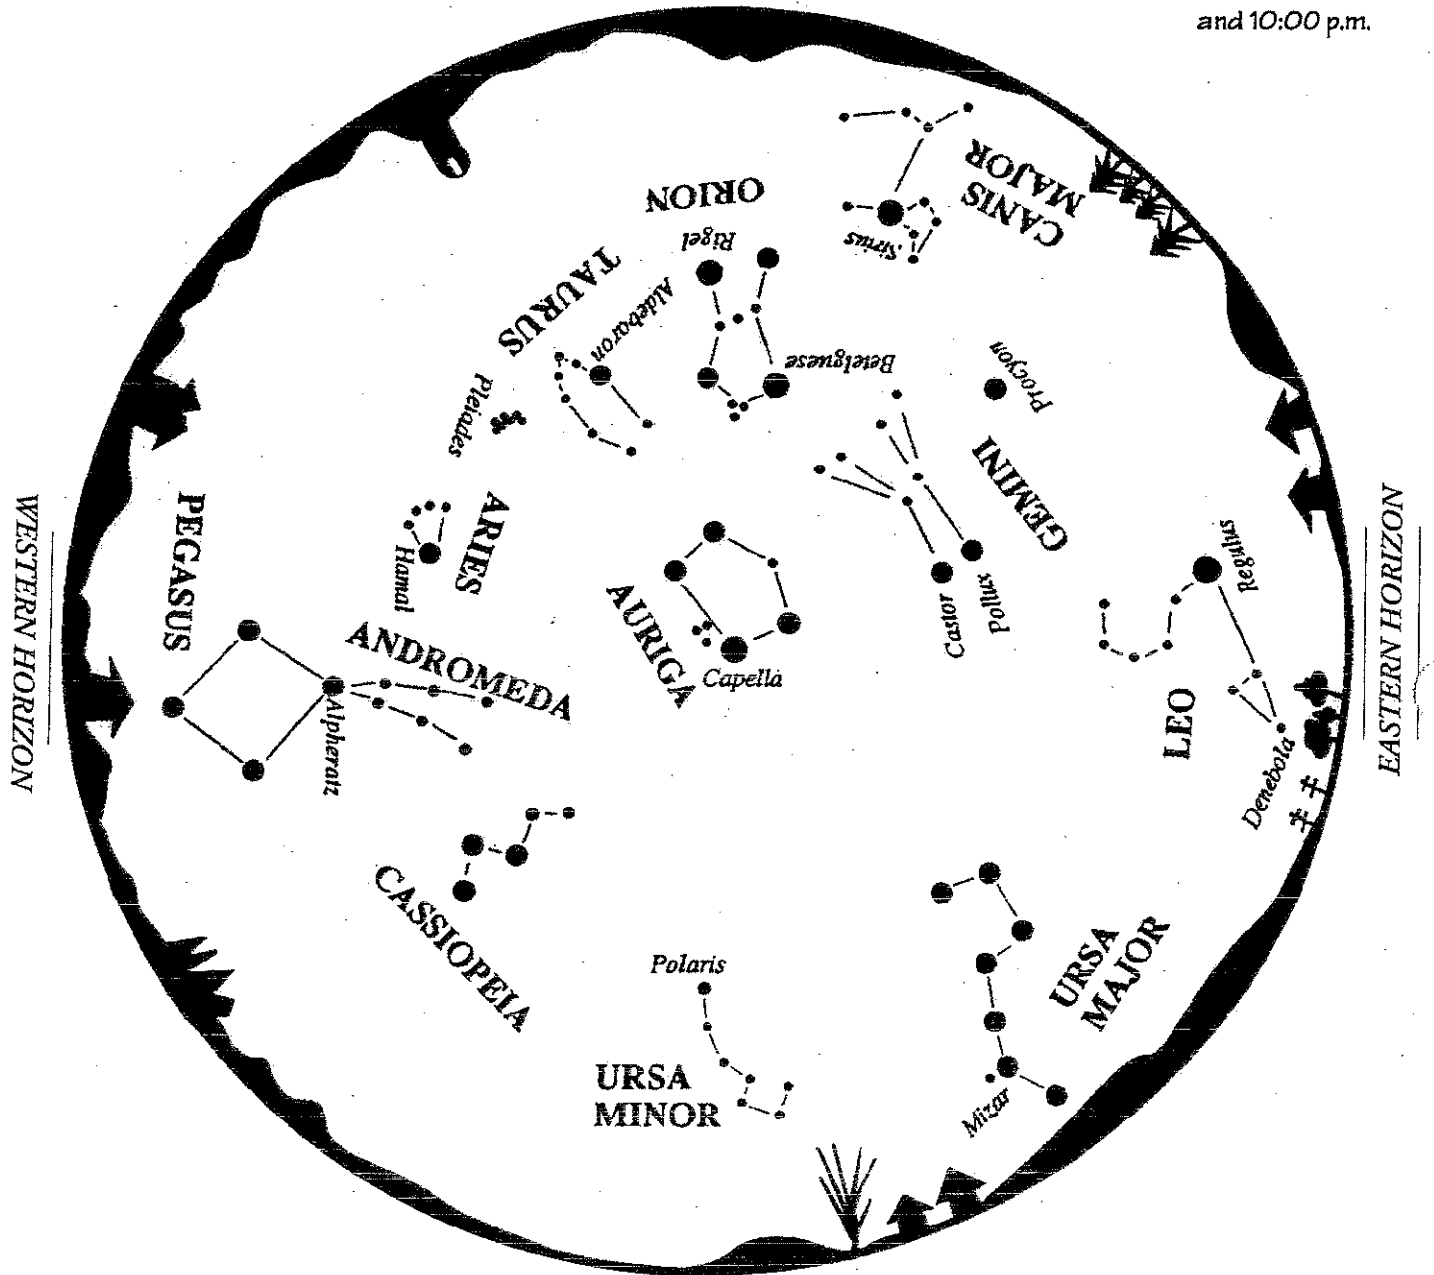 and 10:00 p.m.
CANIS
MAJOR
ORION
Rigel
Sirius
TAURUS
Aldebaron
Betelguese
Procyon
Pleiades
GEMINI
WESTERN HORIZON
PEGASUS
ARIES
Hamal
EASTERN HORIZON
Regulus
AURIGA
Castor
Pollux
ANDROMEDA
Capella
Alpheratz
LEO
Denebola
CASSIOPEIA
Polaris
URSA
MAJOR
URSA
MINOR
Mizar